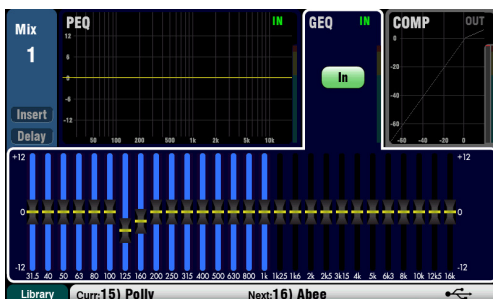 Mix
1
Insert
Delay
PEQ IN
12
6
0
-6
-12
50 100 200 500 1k 2k 5k 10k
GEQ IN
In
COMP OUT
0
-20
-40
-60
-60 -40 -20 0
+12 +12
0 0
-12 -12
31.5 40 50 63 80 100 125 160 200 250 315 400 500 630 800 1k 1k25 1k6 2k 2k5 3k15 4k 5k 6k3 8k 10k 12k5 16k
Library Curr:15) Polly Next:16) Abee